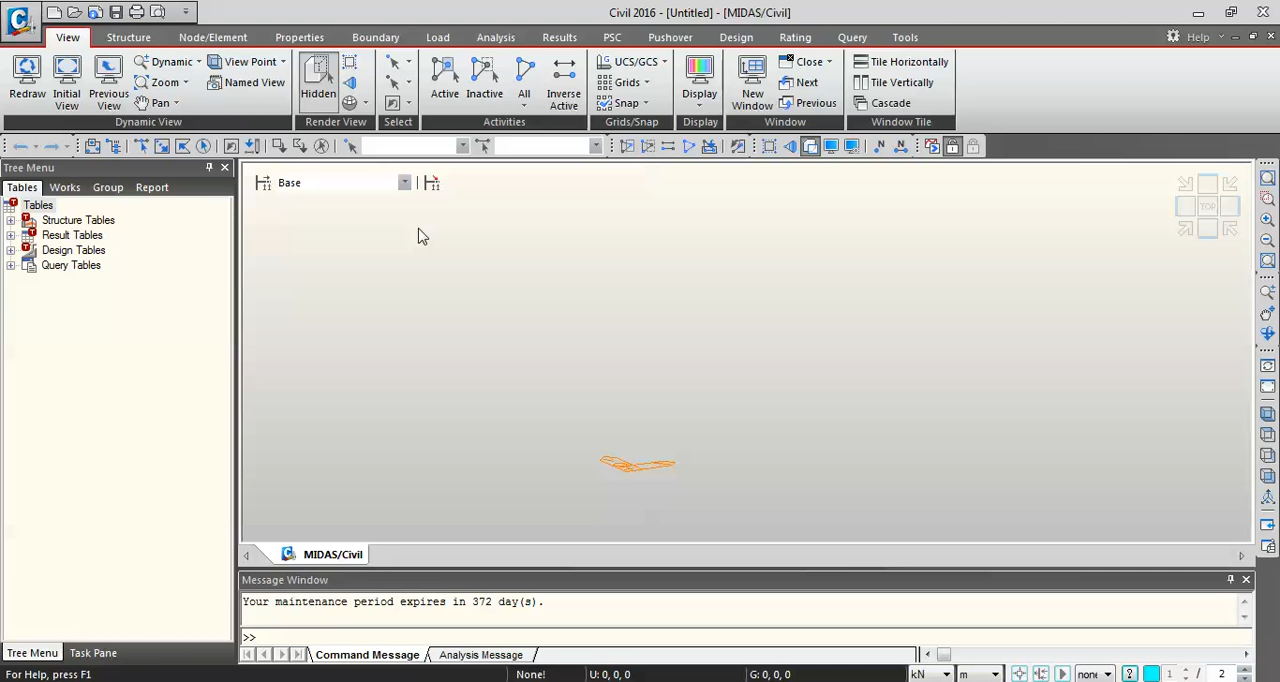 Civil 2016 - [Untitled] - [MIDAS/Civil]
View Structure Node/Element Properties Boundary Load Analysis Results PSC Pushover Design Rating Query Tools Help
Redraw
Initial View
Previous View
Dynamic
Zoom
Pan
View Point
Named View
Hidden
Active
Inactive
All
Inverse Active
UCS/GCS
Grids
Snap
Display
New Window
Close
Next
Previous
Tile Horizontally
Tile Vertically
Cascade
Dynamic View Render View Select Activities Grids/Snap Display Window Window Tile
Tree Menu
Tables Works Group Report
Tables
Structure Tables
Result Tables
Design Tables
Query Tables
Base
TOP
MIDAS/Civil
Message Window
Your maintenance period expires in 372 day(s).
>>
Tree Menu Task Pane
Command Message Analysis Message
For Help, press F1 None! U: 0, 0, 0 G: 0, 0, 0 kN m none ? 1 / 2